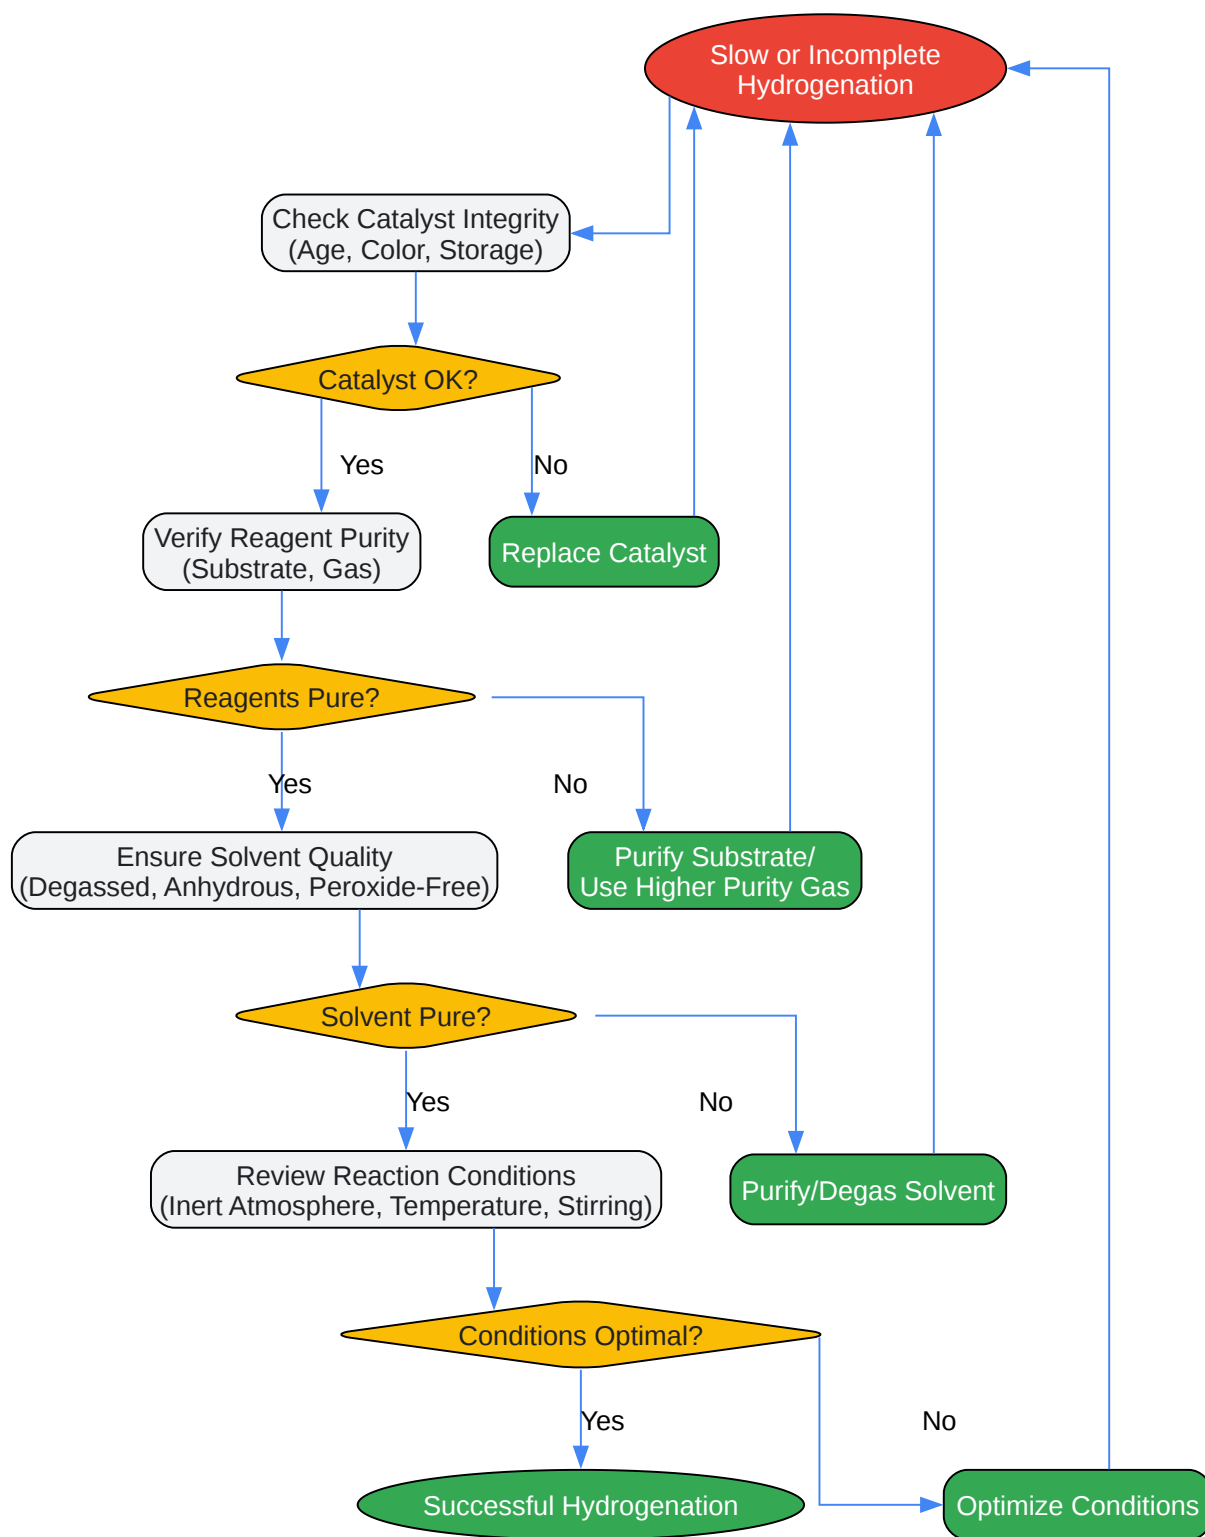 Slow or Incomplete
Hydrogenation
Check Catalyst Integrity
(Age, Color, Storage)
Catalyst OK?
Yes
No
Verify Reagent Purity
(Substrate, Gas)
Replace Catalyst
Reagents Pure?
Yes
No
Ensure Solvent Quality
(Degassed, Anhydrous, Peroxide-Free)
Purify Substrate/
Use Higher Purity Gas
Solvent Pure?
Yes
No
Review Reaction Conditions
(Inert Atmosphere, Temperature, Stirring)
Purify/Degas Solvent
Conditions Optimal?
Yes
No
Successful Hydrogenation
Optimize Conditions